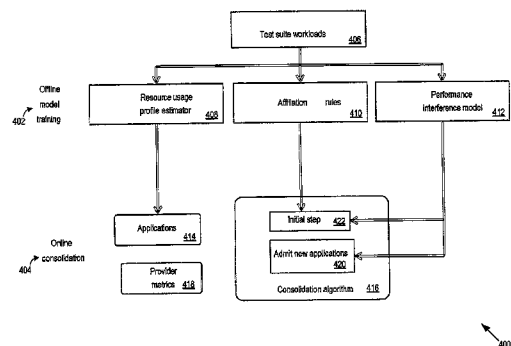 Test suite workloads 406
Offline
model
402 training
Resource usage
profile estimator
408
Affiliation rules
410
Performance
interference model
412
Applications
414
Initial step 422
Admit new applications
420
Consolidation algorithm 416
Online
consolidation
404
Provider
metrics 418
400